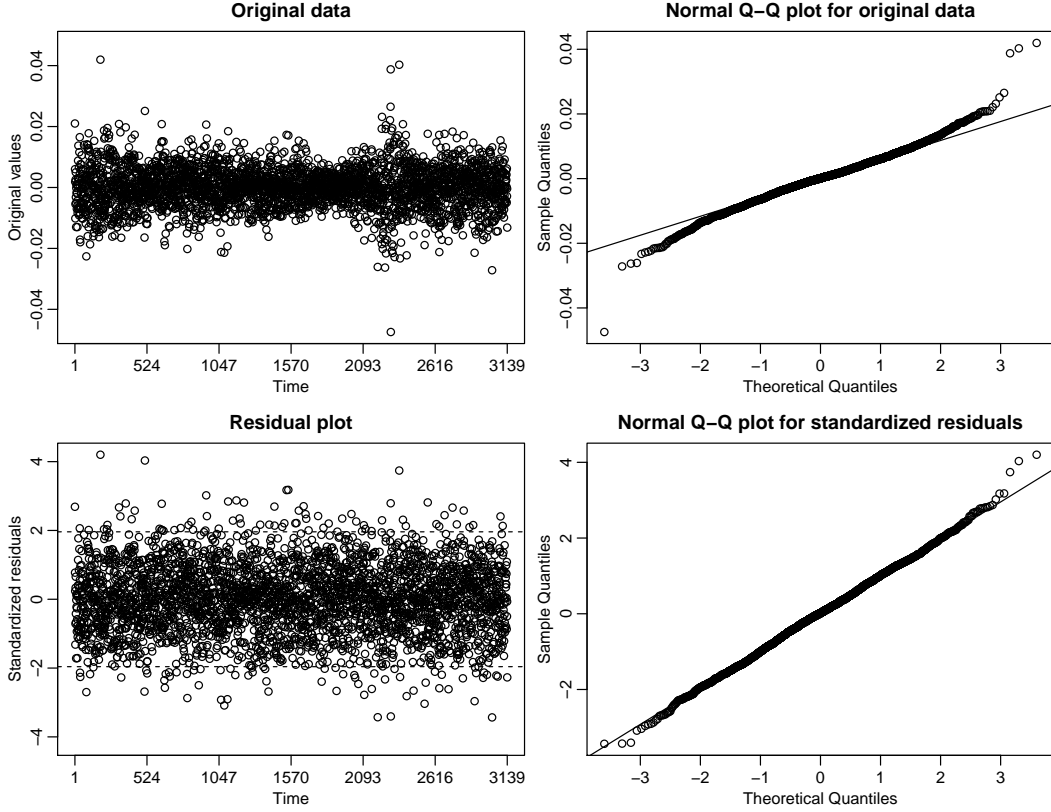 Original data
Original values
0.04
0.02
0.00
−0.02
−0.04
1 524 1047 1570 2093 2616 3139
Time
Normal Q−Q plot for original data
Sample Quantiles
0.04
0.02
0.00
−0.02
−0.04
−3 −2 −1 0 1 2 3
Theoretical Quantiles
Residual plot
Standardized residuals
4
2
0
−2
−4
1 524 1047 1570 2093 2616 3139
Time
Normal Q−Q plot for standardized residuals
Sample Quantiles
4
2
0
−2
−3 −2 −1 0 1 2 3
Theoretical Quantiles